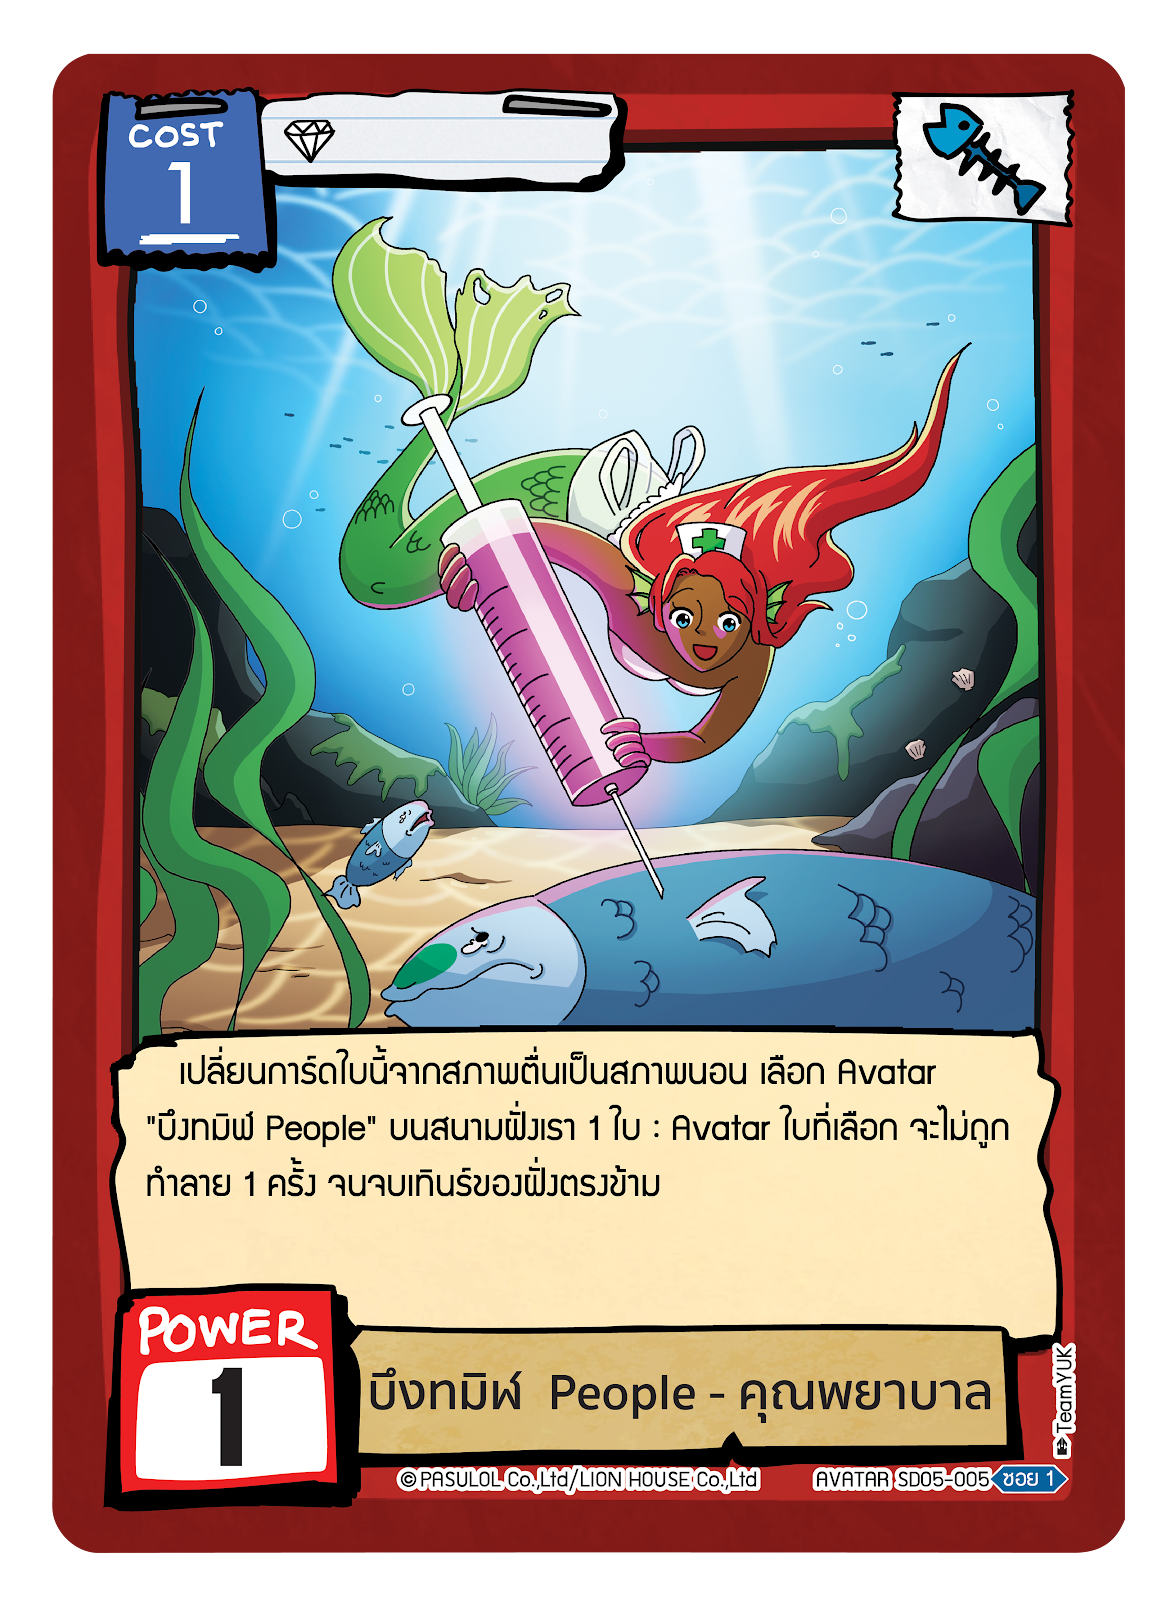 COST
1
เปลี่ยนการ์ดใบนี้จากสภาพตื่นเป็นสภาพนอน เลือก Avatar
"บึงทมิฬ People" บนสนามฝั่งเรา 1 ใบ : Avatar ใบที่เลือก จะไม่ถูก
ทำลาย 1 ครั้ง จนจบเทินร์ของฝั่งตรงข้าม
POWER
1
บึงทมิฬ People - คุณพยาบาล
TeamYUK
© PASULOL Co.,Ltd/LION HOUSE Co.,Ltd
AVATAR SD05-005 ซอย 1